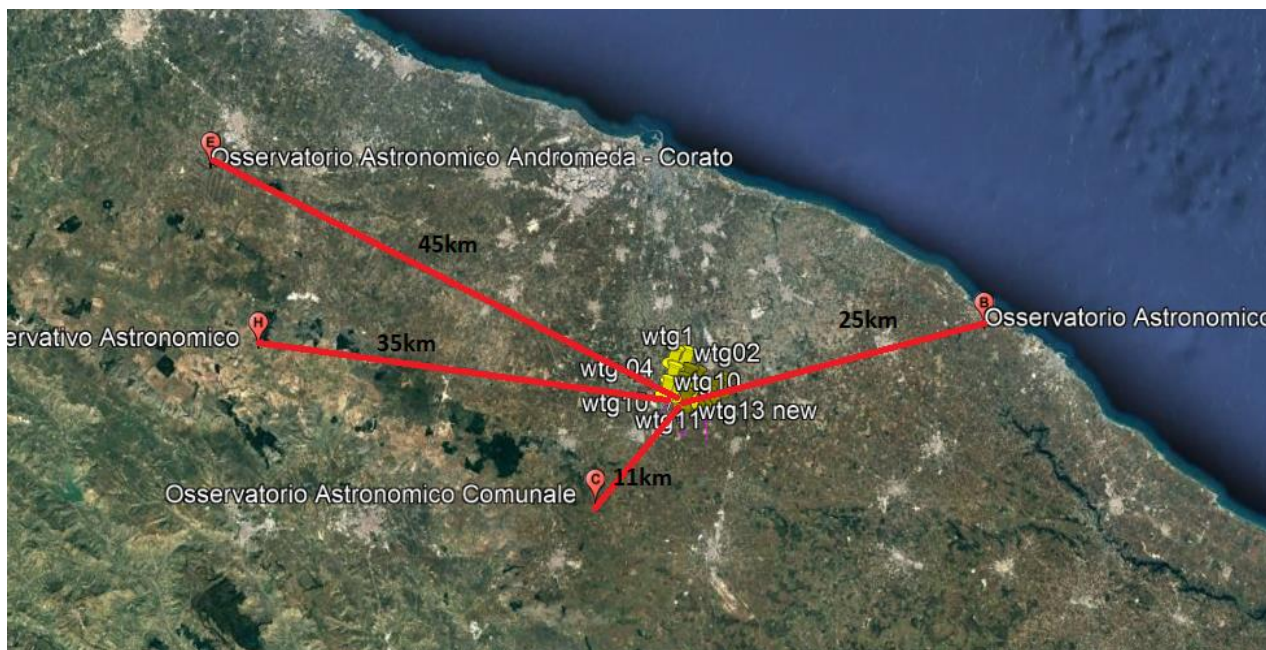 E
Osservatorio Astronomico Andromeda - Corato
45km
B
Osservatorio Astronomico
25km
H
ervativo Astronomico
35km
wtg1
wtg02
wtg 04
wtg10
wtg10
wtg11
wtg13 new
C
Osservatorio Astronomico Comunale
11km